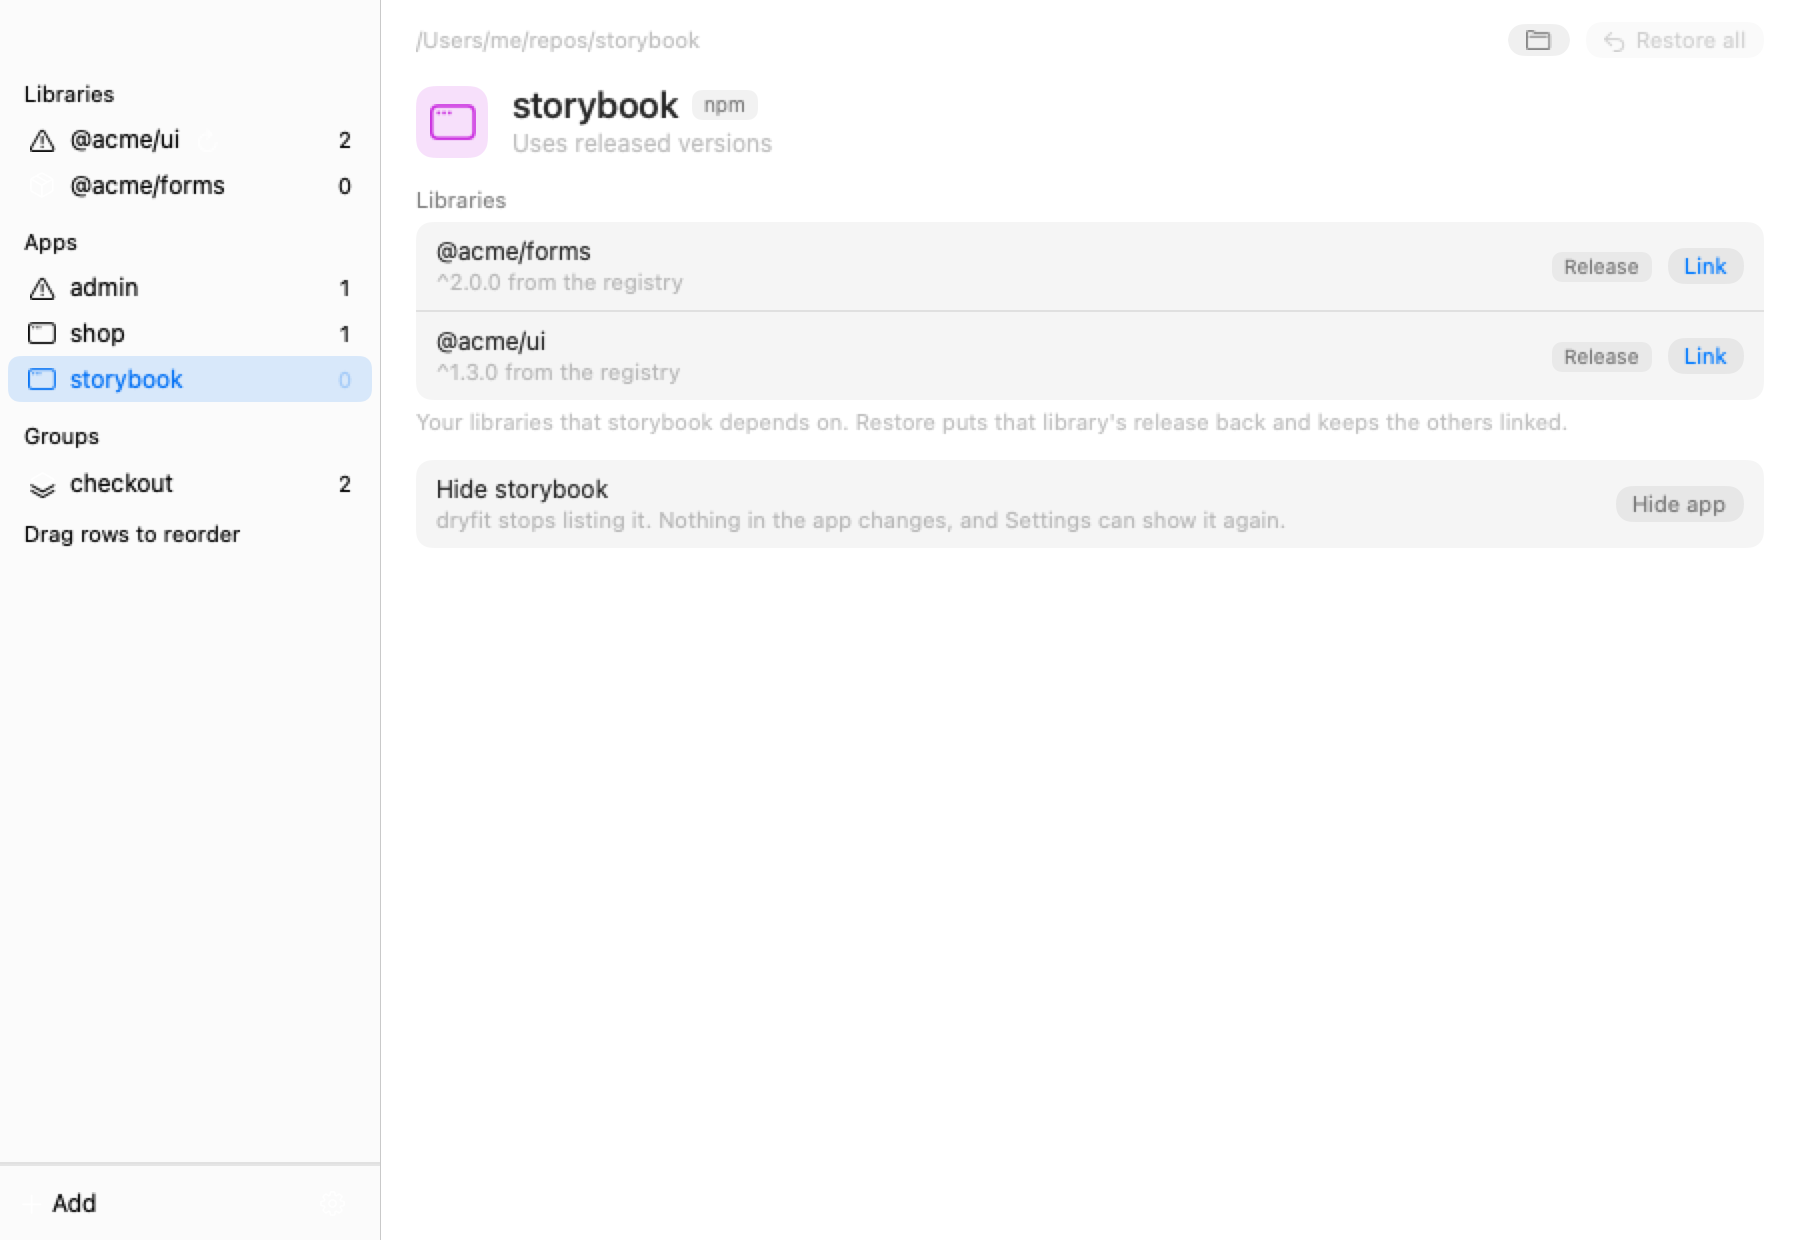 Libraries
@acme/ui 2
@acme/forms 0
Apps
admin 1
shop 1
storybook 0
Groups
checkout 2
Drag rows to reorder
Add
/Users/me/repos/storybook
Restore all
storybook npm
Uses released versions
Libraries
@acme/forms
^2.0.0 from the registry
Release Link
@acme/ui
^1.3.0 from the registry
Release Link
Your libraries that storybook depends on. Restore puts that library's release back and keeps the others linked.
Hide storybook
dryfit stops listing it. Nothing in the app changes, and Settings can show it again.
Hide app